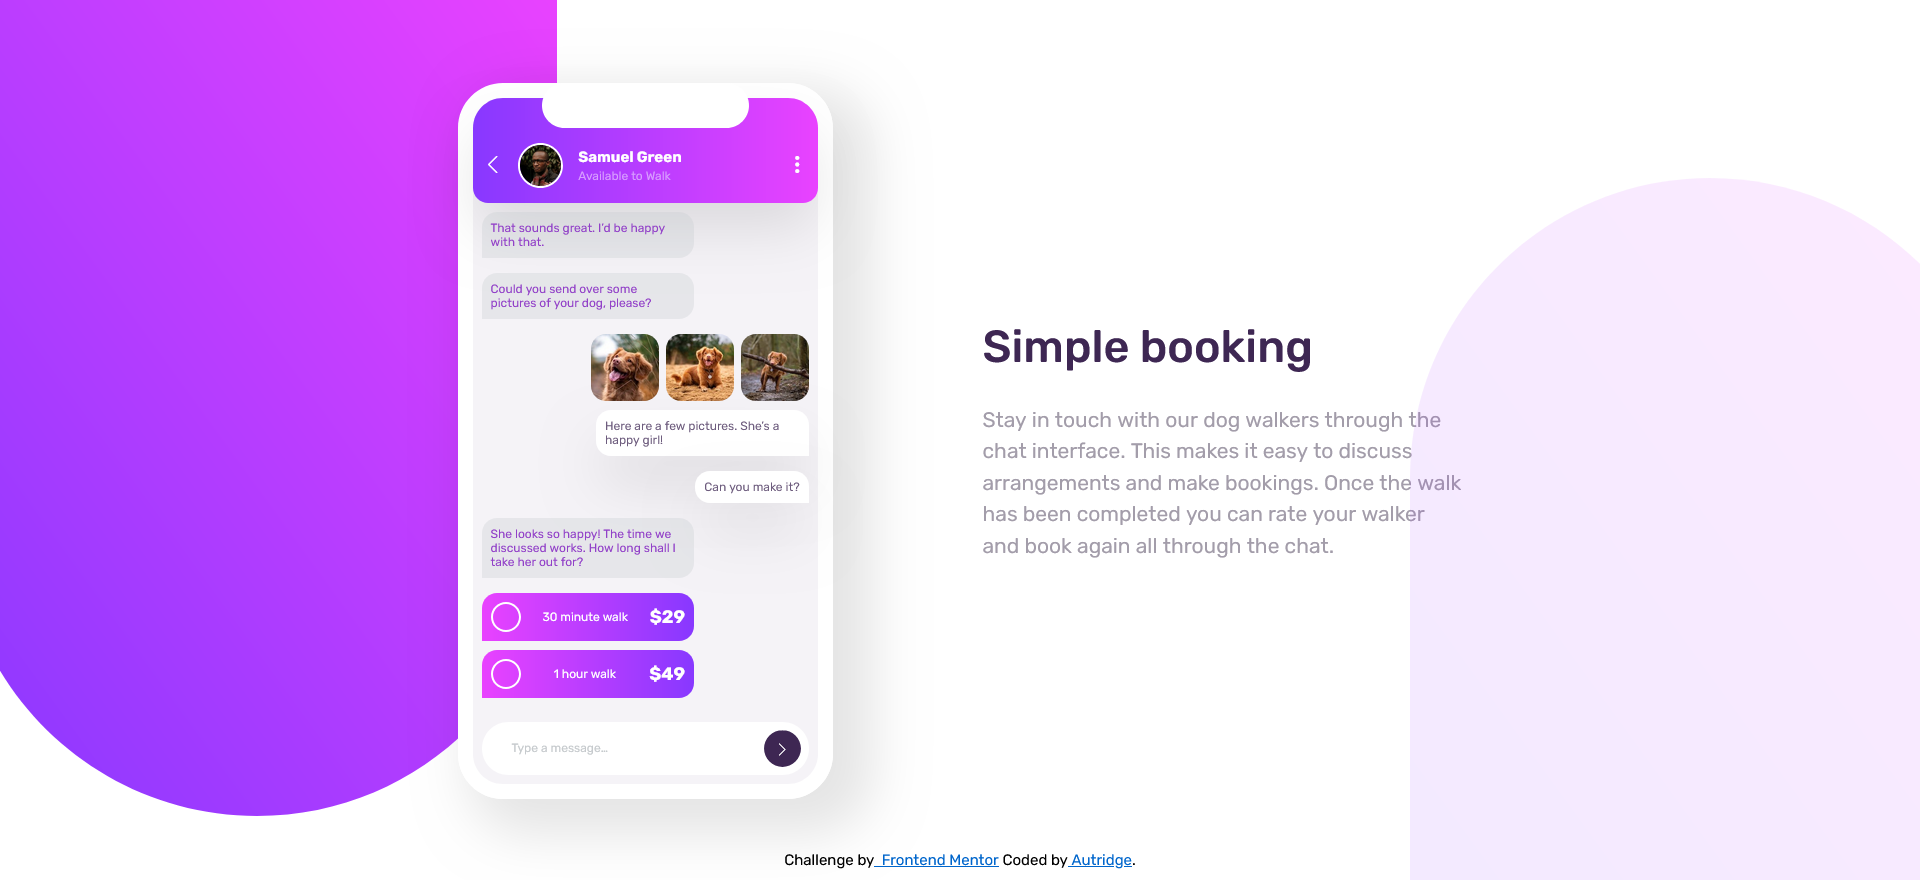 Samuel Green
Available to Walk
That sounds great. I'd be happy
with that.
Could you send over some
pictures of your dog, please?
Here are a few pictures. She's a
happy girl!
Can you make it?
She looks so happy! The time we
discussed works. How long shall I
take her out for?
30 minute walk $29
1 hour walk $49
Type a message...
Simple booking
Stay in touch with our dog walkers through the
chat interface. This makes it easy to discuss
arrangements and make bookings. Once the walk
has been completed you can rate your walker
and book again all through the chat.
Challenge by Frontend Mentor Coded by Autridge.